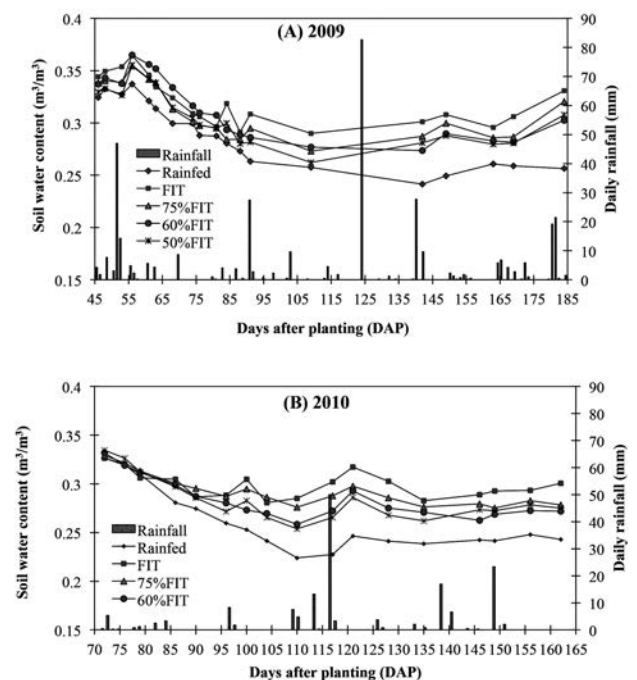 (A) 2009
Soil water content (m³/m³)
0.4
0.35
0.3
0.25
0.2
0.15
Daily rainfall (mm)
90
80
70
60
50
40
30
20
10
0
Rainfall
Rainfed
FIT
75%FIT
60%FIT
50%FIT
45 55 65 75 85 95 105 115 125 135 145 155 165 175 185
Days after planting (DAP)
(B) 2010
Soil water content (m³/m³)
0.4
0.35
0.3
0.25
0.2
0.15
Daily rainfall (mm)
90
80
70
60
50
40
30
20
10
0
Rainfall
Rainfed
FIT
75%FIT
60%FIT
70 75 80 85 90 95 100 105 110 115 120 125 130 135 140 145 150 155 160 165
Days after planting (DAP)